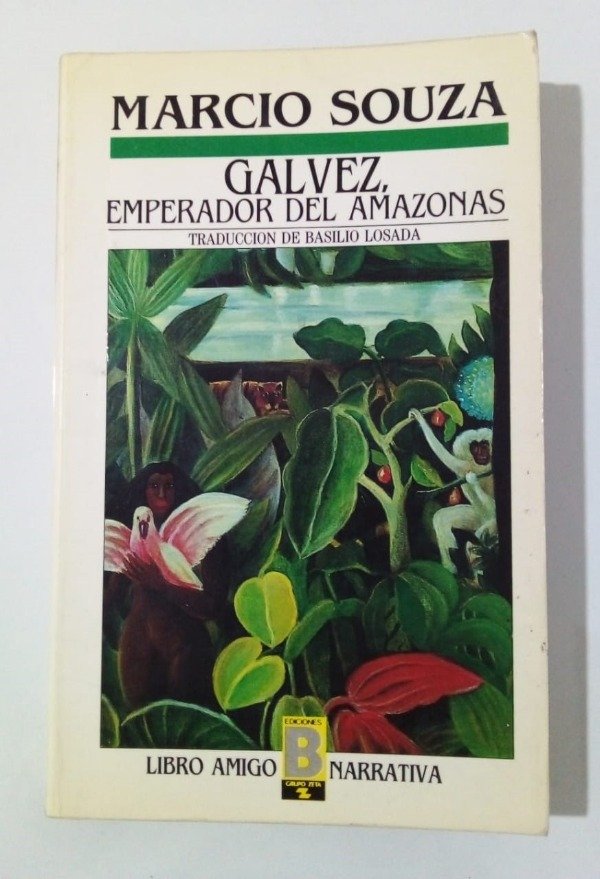 MARCIO SOUZA
GALVEZ,
EMPERADOR DEL AMAZONAS
TRADUCCION DE BASILIO LOSADA
EDICIONES
B
GRUPO ZETA
Z
LIBRO AMIGO NARRATIVA